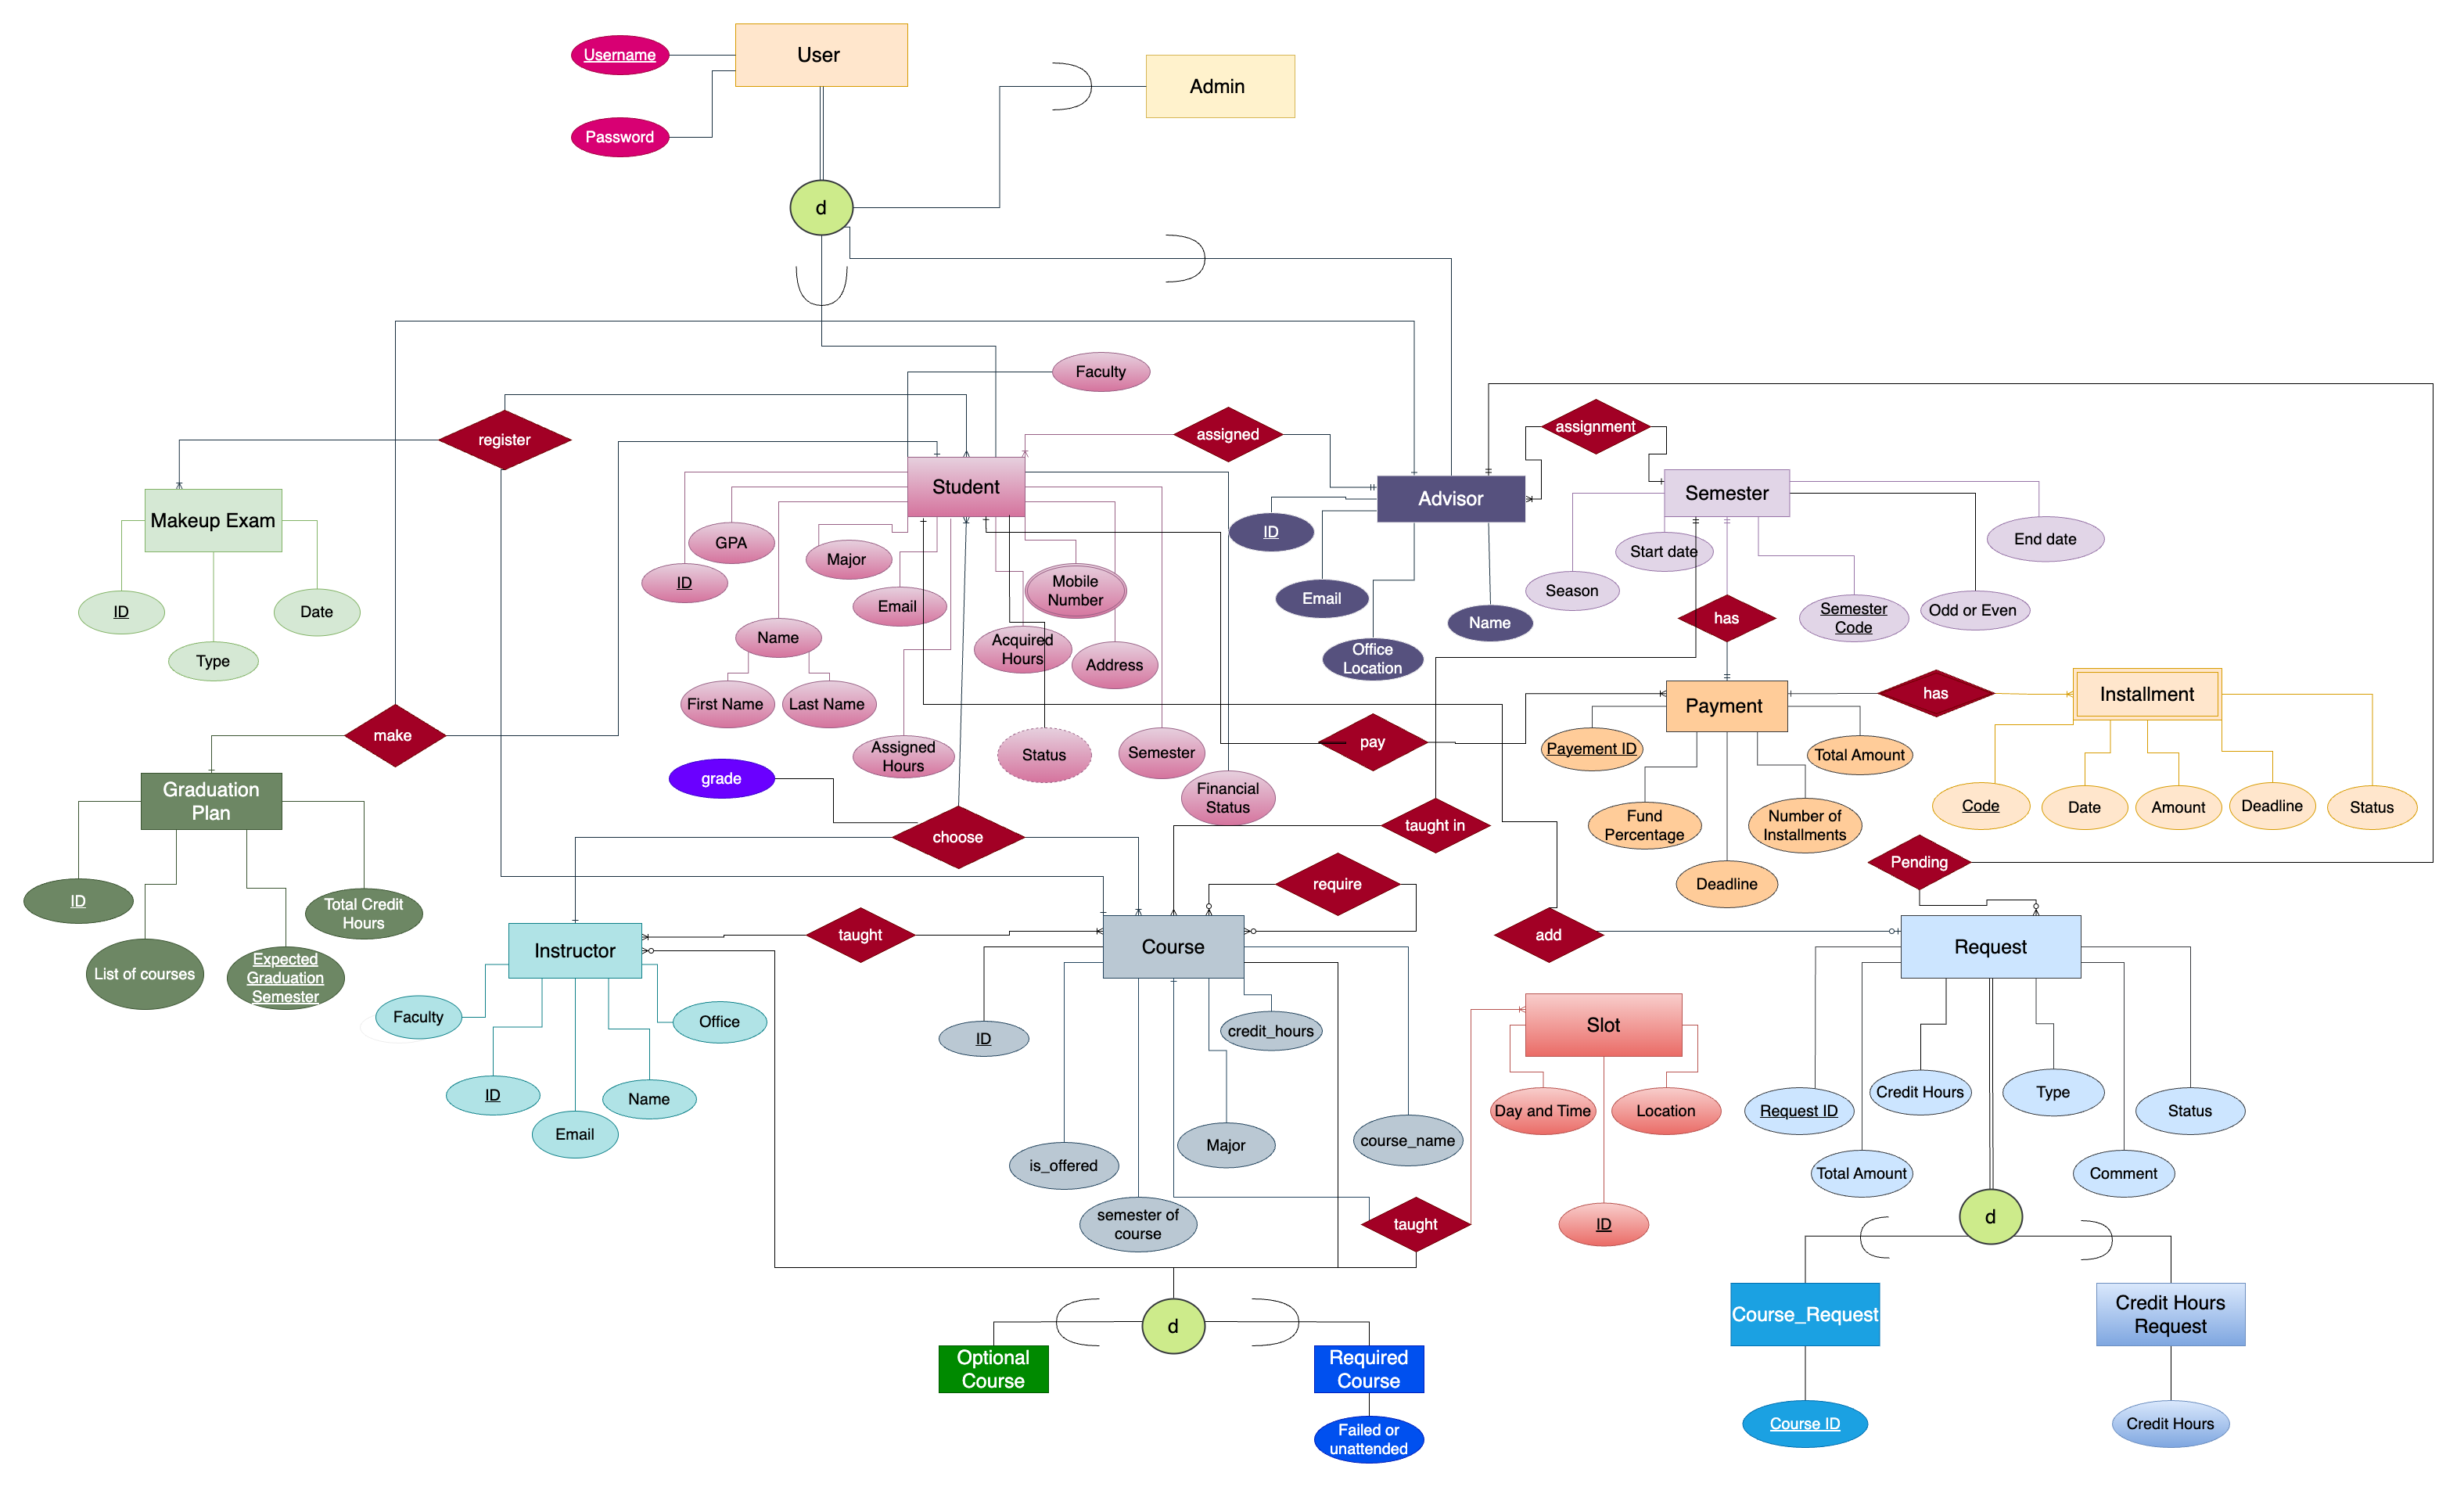 User
Username
Password
Admin
d
Faculty
register
assigned
assignment
Student
Advisor
Semester
Makeup Exam
ID
Type
Date
GPA
ID
Major
Email
Mobile
Number
Name
First Name
Last Name
Acquired
Hours
Address
Assigned
Hours
Status
Semester
Financial
Status
ID
Email
Office
Location
Name
Season
Start date
Semester
Code
Odd or Even
End date
has
Payment
has
Installment
Payement ID
Fund
Percentage
Deadline
Number of
Installments
Total Amount
Code
Date
Amount
Deadline
Status
make
pay
Graduation
Plan
ID
List of courses
Expected
Graduation
Semester
Total Credit
Hours
grade
choose
taught in
require
Pending
Instructor
taught
Course
add
Request
Faculty
ID
Email
Name
Office
ID
is_offered
semester of
course
Major
credit_hours
course_name
Slot
Day and Time
Location
ID
taught
Request ID
Total Amount
Credit Hours
Type
Comment
Status
d
Course_Request
Credit Hours
Request
Course ID
Credit Hours
d
Optional
Course
Required
Course
Failed or
unattended